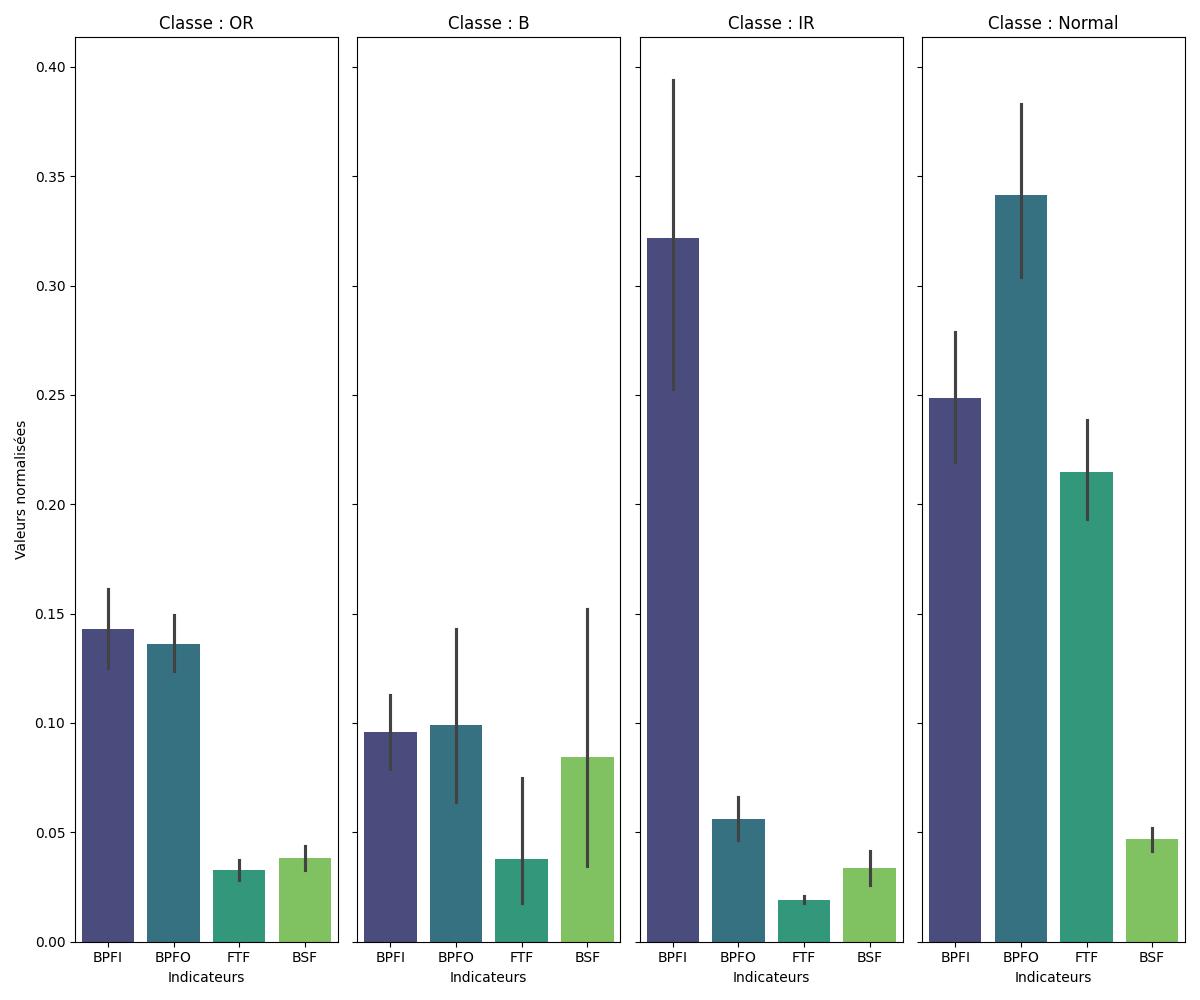 Classe : OR
Classe : B
Classe : IR
Classe : Normal
Valeurs normalisées
0.40
0.35
0.30
0.25
0.20
0.15
0.10
0.05
0.00
BPFI BPFO FTF BSF
BPFI BPFO FTF BSF
BPFI BPFO FTF BSF
BPFI BPFO FTF BSF
Indicateurs
Indicateurs
Indicateurs
Indicateurs